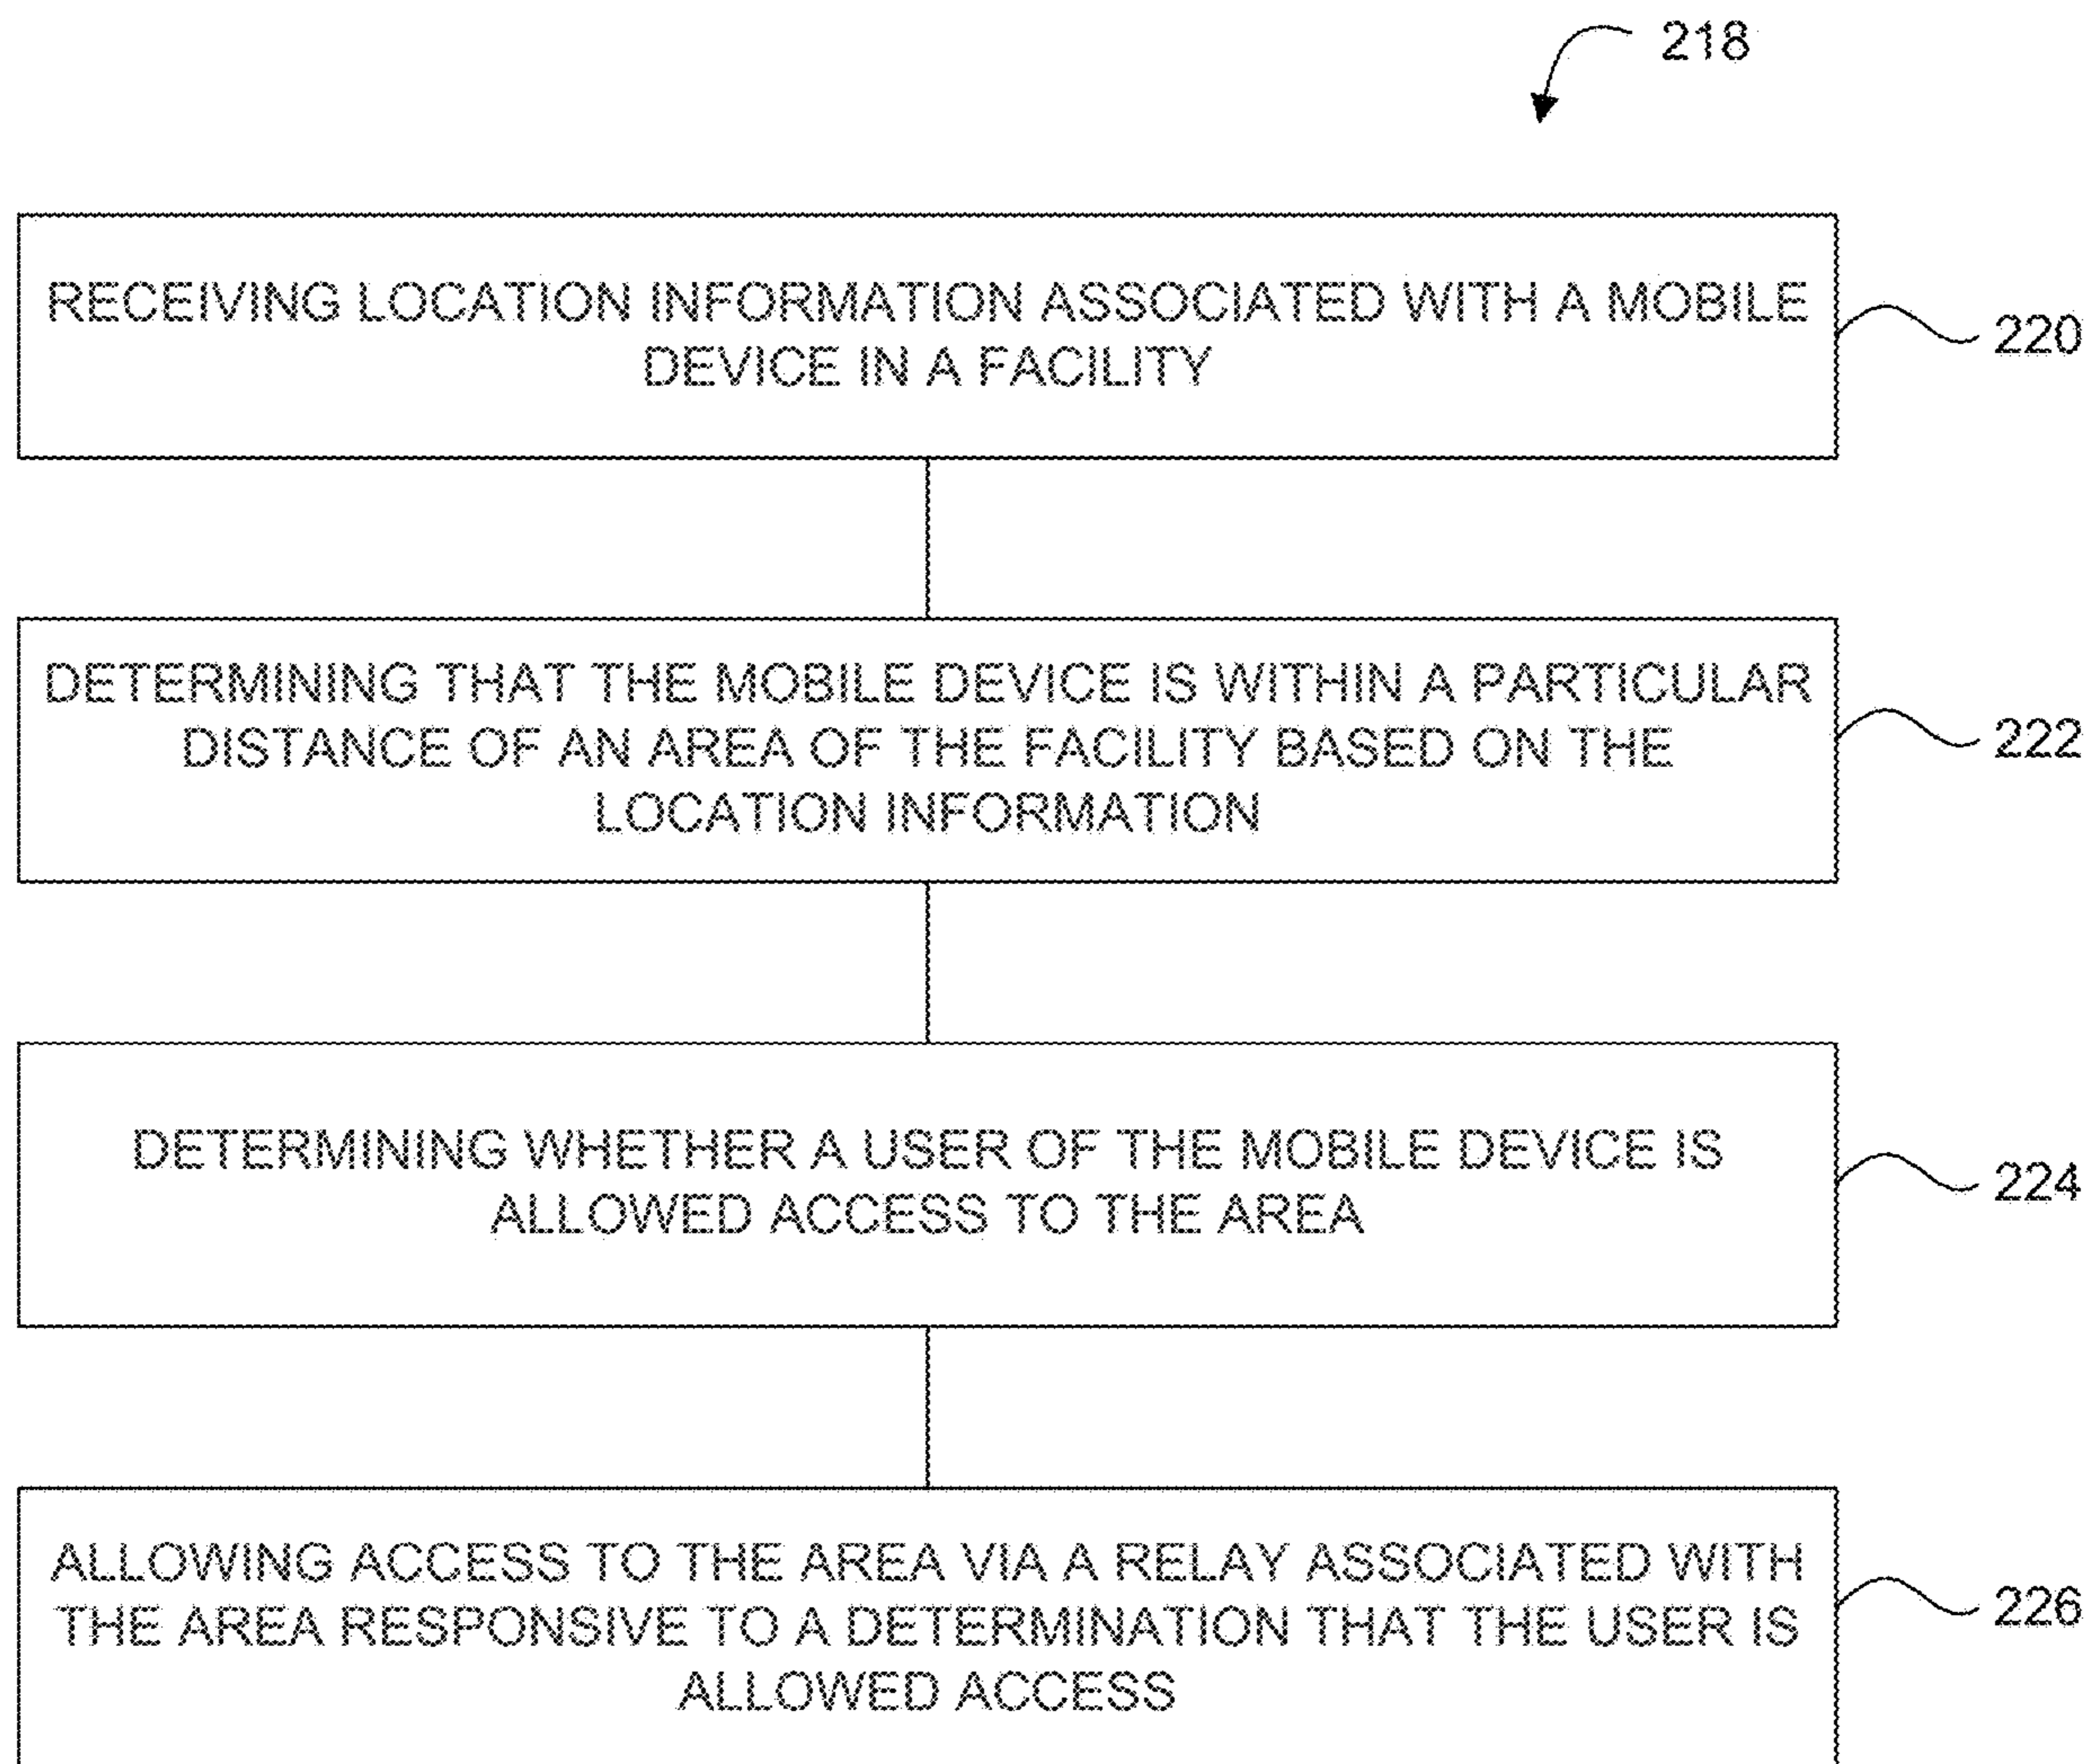 218
RECEIVING LOCATION INFORMATION ASSOCIATED WITH A MOBILE
DEVICE IN A FACILITY
220
DETERMINING THAT THE MOBILE DEVICE IS WITHIN A PARTICULAR
DISTANCE OF AN AREA OF THE FACILITY BASED ON THE
LOCATION INFORMATION
222
DETERMINING WHETHER A USER OF THE MOBILE DEVICE IS
ALLOWED ACCESS TO THE AREA
224
ALLOWING ACCESS TO THE AREA VIA A RELAY ASSOCIATED WITH
THE AREA RESPONSIVE TO A DETERMINATION THAT THE USER IS
ALLOWED ACCESS
226